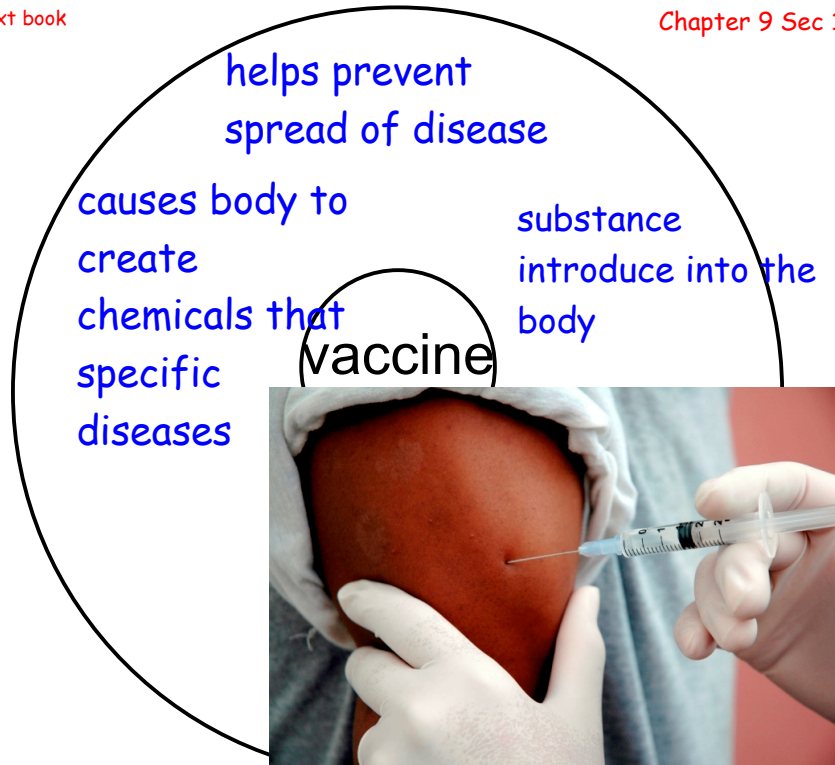 xt book
Chapter 9 Sec
helps prevent
spread of disease
causes body to
create
chemicals that
specific
diseases
substance
introduce into the
body
vaccine